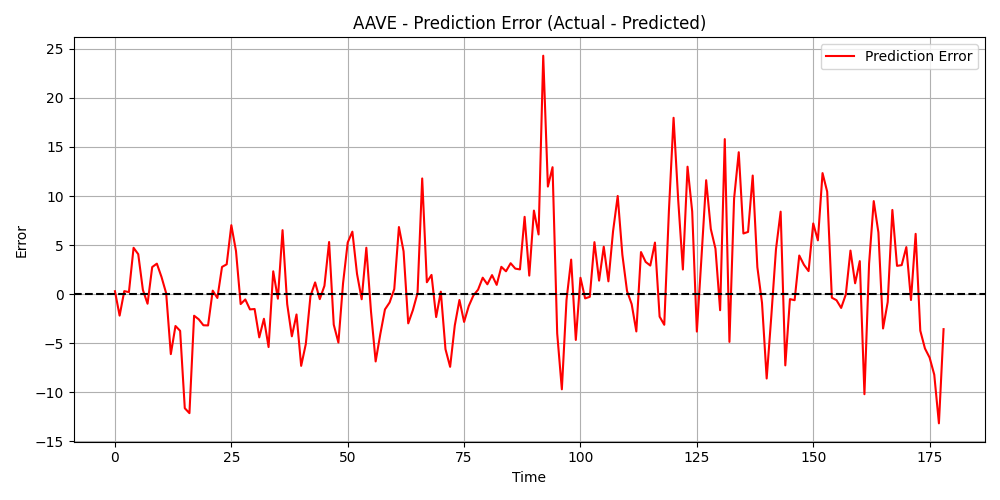 AAVE - Prediction Error (Actual - Predicted)
Prediction Error
Error
25
20
15
10
5
0
−5
−10
−15
0 25 50 75 100 125 150 175
Time